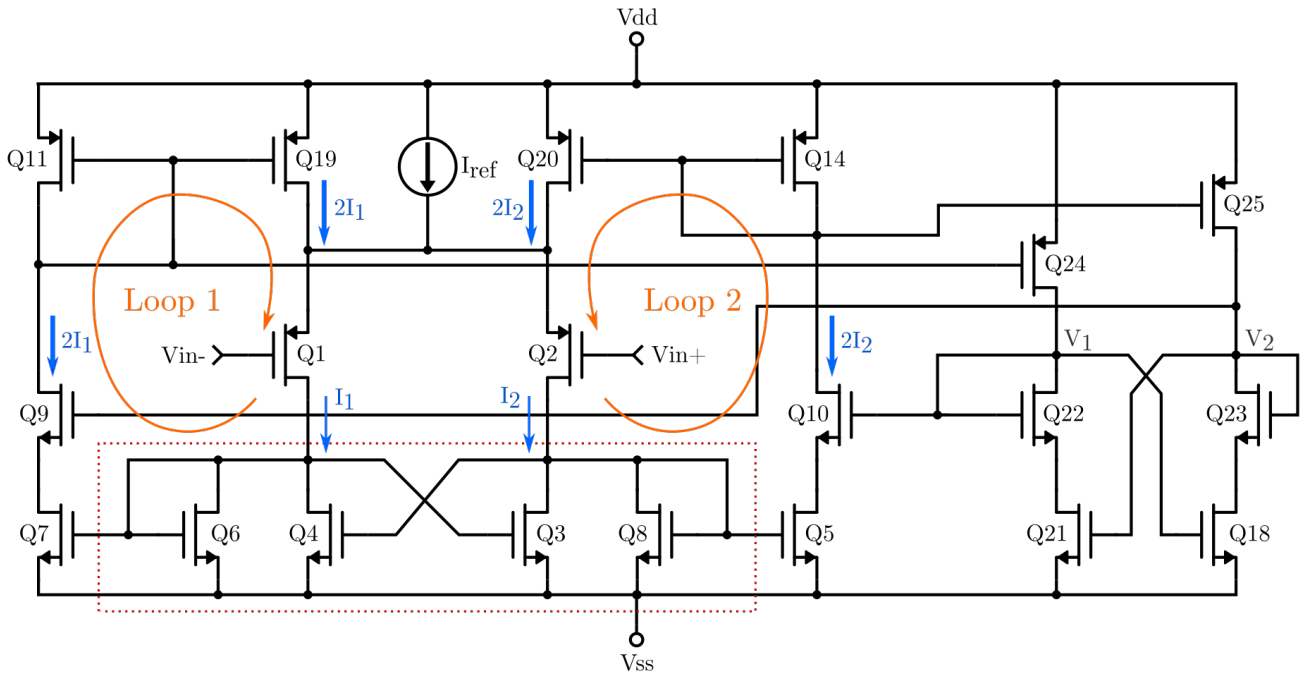 Vdd
Q11
Q19
Iref
Q20
Q14
Q25
2I1
2I2
Q24
Loop 1
Loop 2
2I1
Vin-
Q1
Q2
Vin+
2I2
V1
V2
I1
I2
Q9
Q10
Q22
Q23
Q7
Q6
Q4
Q3
Q8
Q5
Q21
Q18
Vss